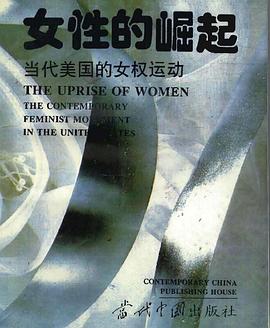 女性的崛起
当代美国的女权运动
THE UPRISE OF WOMEN
THE CONTEMPORARY
FEMINIST MOVEMENT
IN THE UNITED STATES
CONTEMPORARY CHINA
PUBLISHING HOUSE
当代中国出版社